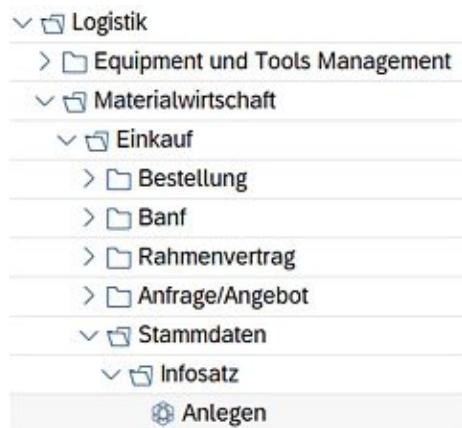 Logistik
Equipment und Tools Management
Materialwirtschaft
Einkauf
Bestellung
Banf
Rahmenvertrag
Anfrage/Angebot
Stammdaten
Infosatz
Anlegen